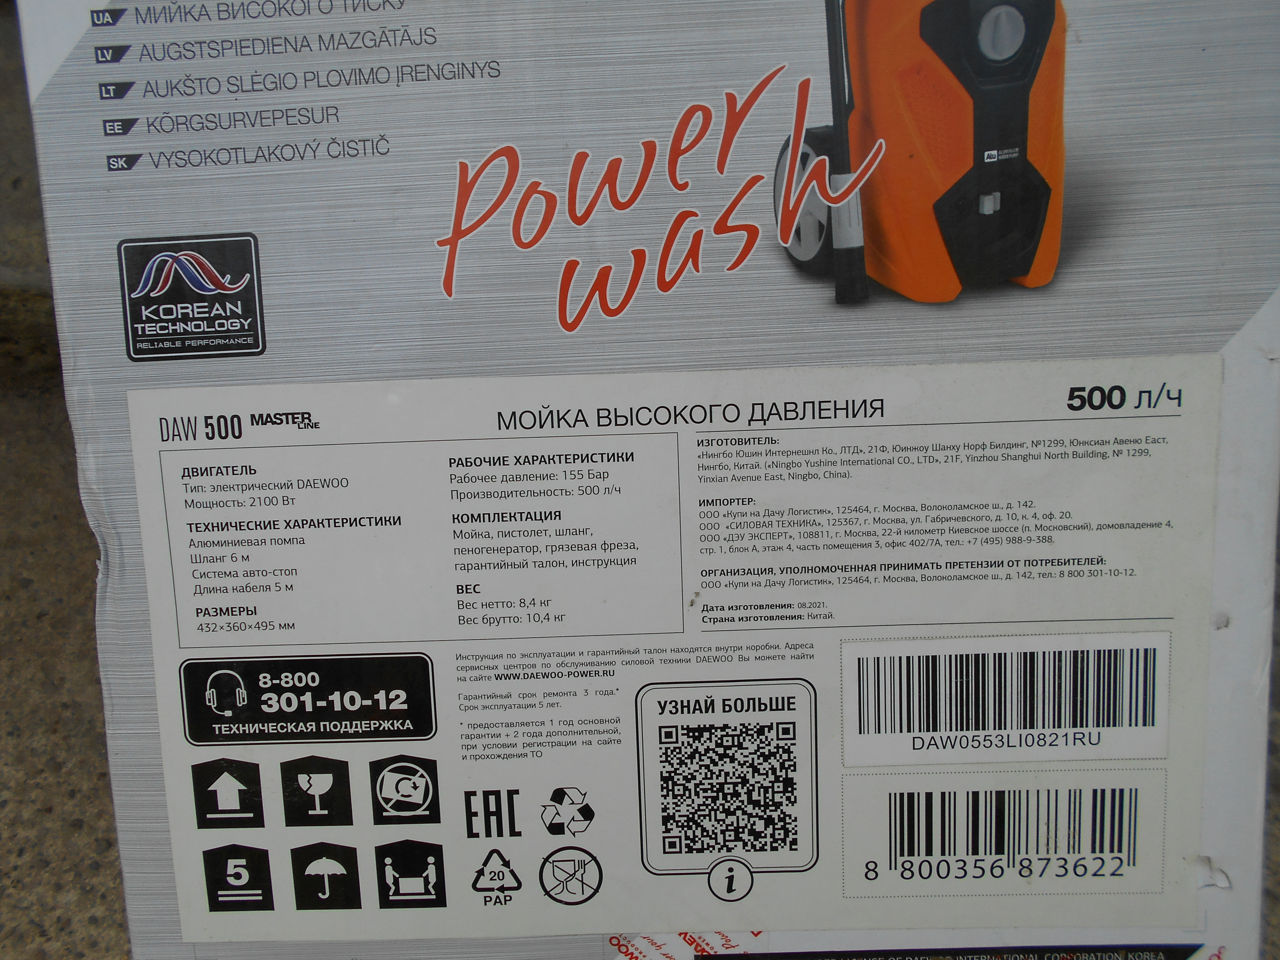 UA МИЙКА ВИСОКОГО ТИСКУ
LV AUGSTSPIEDIENA MAZGĀTĀJS
LT AUKŠTO SLĖGIO PLOVIMO ĮRENGINYS
EE KÕRGSURVEPESUR
SK VYSOKOTLAKOVÝ ČISTIČ
Power
wash
Alu
KOREAN
TECHNOLOGY
RELIABLE PERFORMANCE
DAW 500 MASTER LINE
МОЙКА ВЫСОКОГО ДАВЛЕНИЯ
500 л/ч
ДВИГАТЕЛЬ
Тип: электрический DAEWOO
Мощность: 2100 Вт
ТЕХНИЧЕСКИЕ ХАРАКТЕРИСТИКИ
Алюминиевая помпа
Шланг 6 м
Система авто-стоп
Длина кабеля 5 м
РАЗМЕРЫ
432×360×495 мм
РАБОЧИЕ ХАРАКТЕРИСТИКИ
Рабочее давление: 155 Бар
Производительность: 500 л/ч
КОМПЛЕКТАЦИЯ
Мойка, пистолет, шланг,
пеногенератор, грязевая фреза,
гарантийный талон, инструкция
ВЕС
Вес нетто: 8,4 кг
Вес брутто: 10,4 кг
ИЗГОТОВИТЕЛЬ:
«Нингбо Юшин Интернешнл Ко., ЛТД», 21Ф, Юинжоу Шанху Норф Билдинг, №1299, Юнксиан Авеню Еаст,
Нингбо, Китай. («Ningbo Yushine International CO., LTD», 21F, Yinzhou Shanghui North Building, № 1299,
Yinxian Avenue East, Ningbo, China).
ИМПОРТЕР:
ООО «Купи на Дачу Логистик», 125464, г. Москва, Волоколамское ш., д. 142.
ООО «СИЛОВАЯ ТЕХНИКА», 125367, г. Москва, ул. Габричевского, д. 10, к. 4, оф. 20.
ООО «ДЭУ ЭКСПЕРТ», 108811, г. Москва, 22-й километр Киевское шоссе (п. Московский), домовладение 4,
стр. 1, блок А, этаж 4, часть помещения 3, офис 402/7А, тел.: +7 (495) 988-9-388.
ОРГАНИЗАЦИЯ, УПОЛНОМОЧЕННАЯ ПРИНИМАТЬ ПРЕТЕНЗИИ ОТ ПОТРЕБИТЕЛЕЙ:
ООО «Купи на Дачу Логистик», 125464, г. Москва, Волоколамское ш., д. 142, тел.: 8 800 301-10-12.
Дата изготовления: 08.2021.
Страна изготовления: Китай.
8-800
301-10-12
ТЕХНИЧЕСКАЯ ПОДДЕРЖКА
Инструкция по эксплуатации и гарантийный талон находятся внутри коробки. Адреса
сервисных центров по обслуживанию силовой техники DAEWOO Вы можете найти
на сайте WWW.DAEWOO-POWER.RU
Гарантийный срок ремонта 3 года.*
Срок эксплуатации 5 лет.
* предоставляется 1 год основной
гарантии + 2 года дополнительной,
при условии регистрации на сайте
и прохождения ТО
УЗНАЙ БОЛЬШЕ
i
DAW0553LI0821RU
8 800356 873622
5
EAC
20
PAP
INTERNATIONAL CORPORATION, KOREA